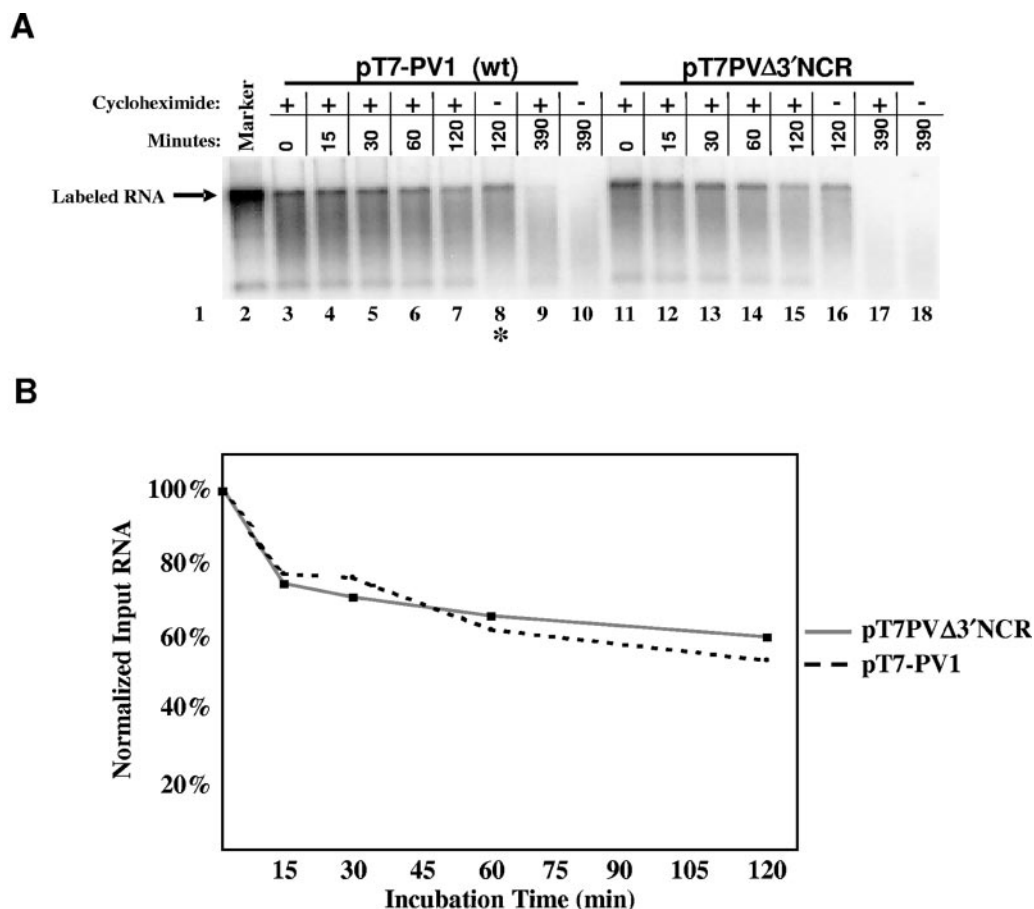 A
pT7-PV1 (wt) pT7PVΔ3′NCR
Cycloheximide: + + + + + - + - + + + + + - + -
Marker
Minutes: 0 15 30 60 120 120 390 390 0 15 30 60 120 120 390 390
Labeled RNA
1 2 3 4 5 6 7 8 9 10 11 12 13 14 15 16 17 18
*
B
Normalized Input RNA
100%
80%
60%
40%
20%
pT7PVΔ3′NCR
pT7-PV1
15 30 45 60 75 90 105 120
Incubation Time (min)